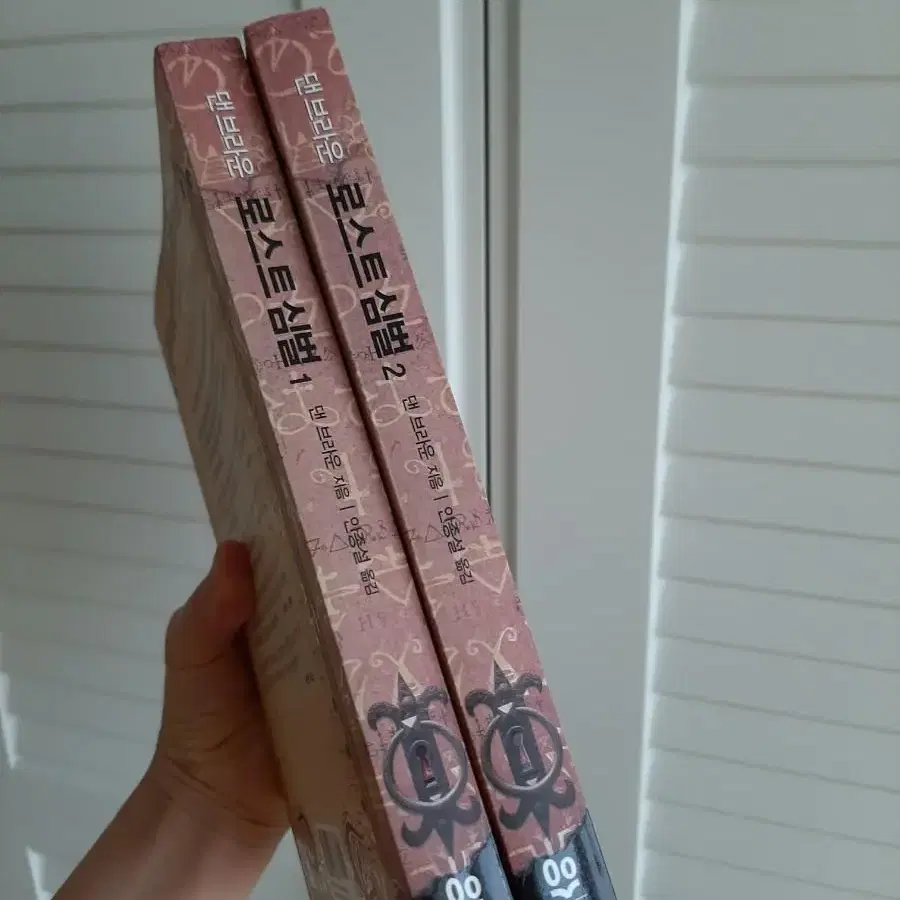 댄 브라운
로스트 심벌 1
댄 브라운 지음 | 안종설 옮김
댄 브라운
로스트 심벌 2
댄 브라운 지음 | 안종설 옮김